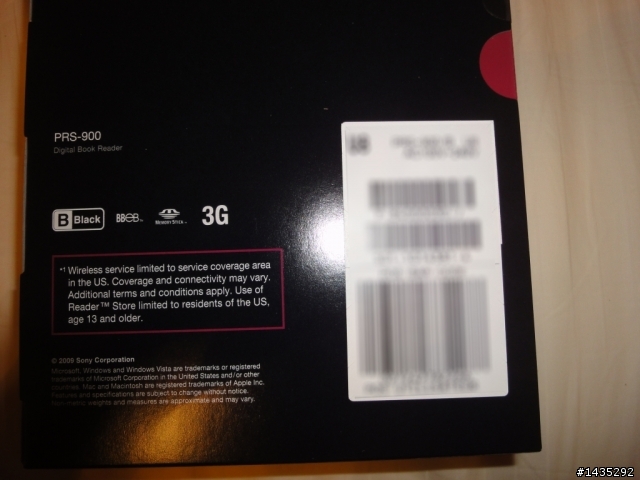 PRS-900
Digital Book Reader
B Black
BBeB™
MEMORY STICK™
3G
*1 Wireless service limited to service coverage area
in the US. Coverage and connectivity may vary.
Additional terms and conditions apply. Use of
Reader™ Store limited to residents of the US,
age 13 and older.
© 2009 Sony Corporation
Microsoft, Windows and Windows Vista are trademarks or registered
trademarks of Microsoft Corporation in the United States and/or other
countries. Mac and Macintosh are registered trademarks of Apple Inc.
Features and specifications are subject to change without notice.
Non-metric weights and measures are approximate and may vary.
#1435292